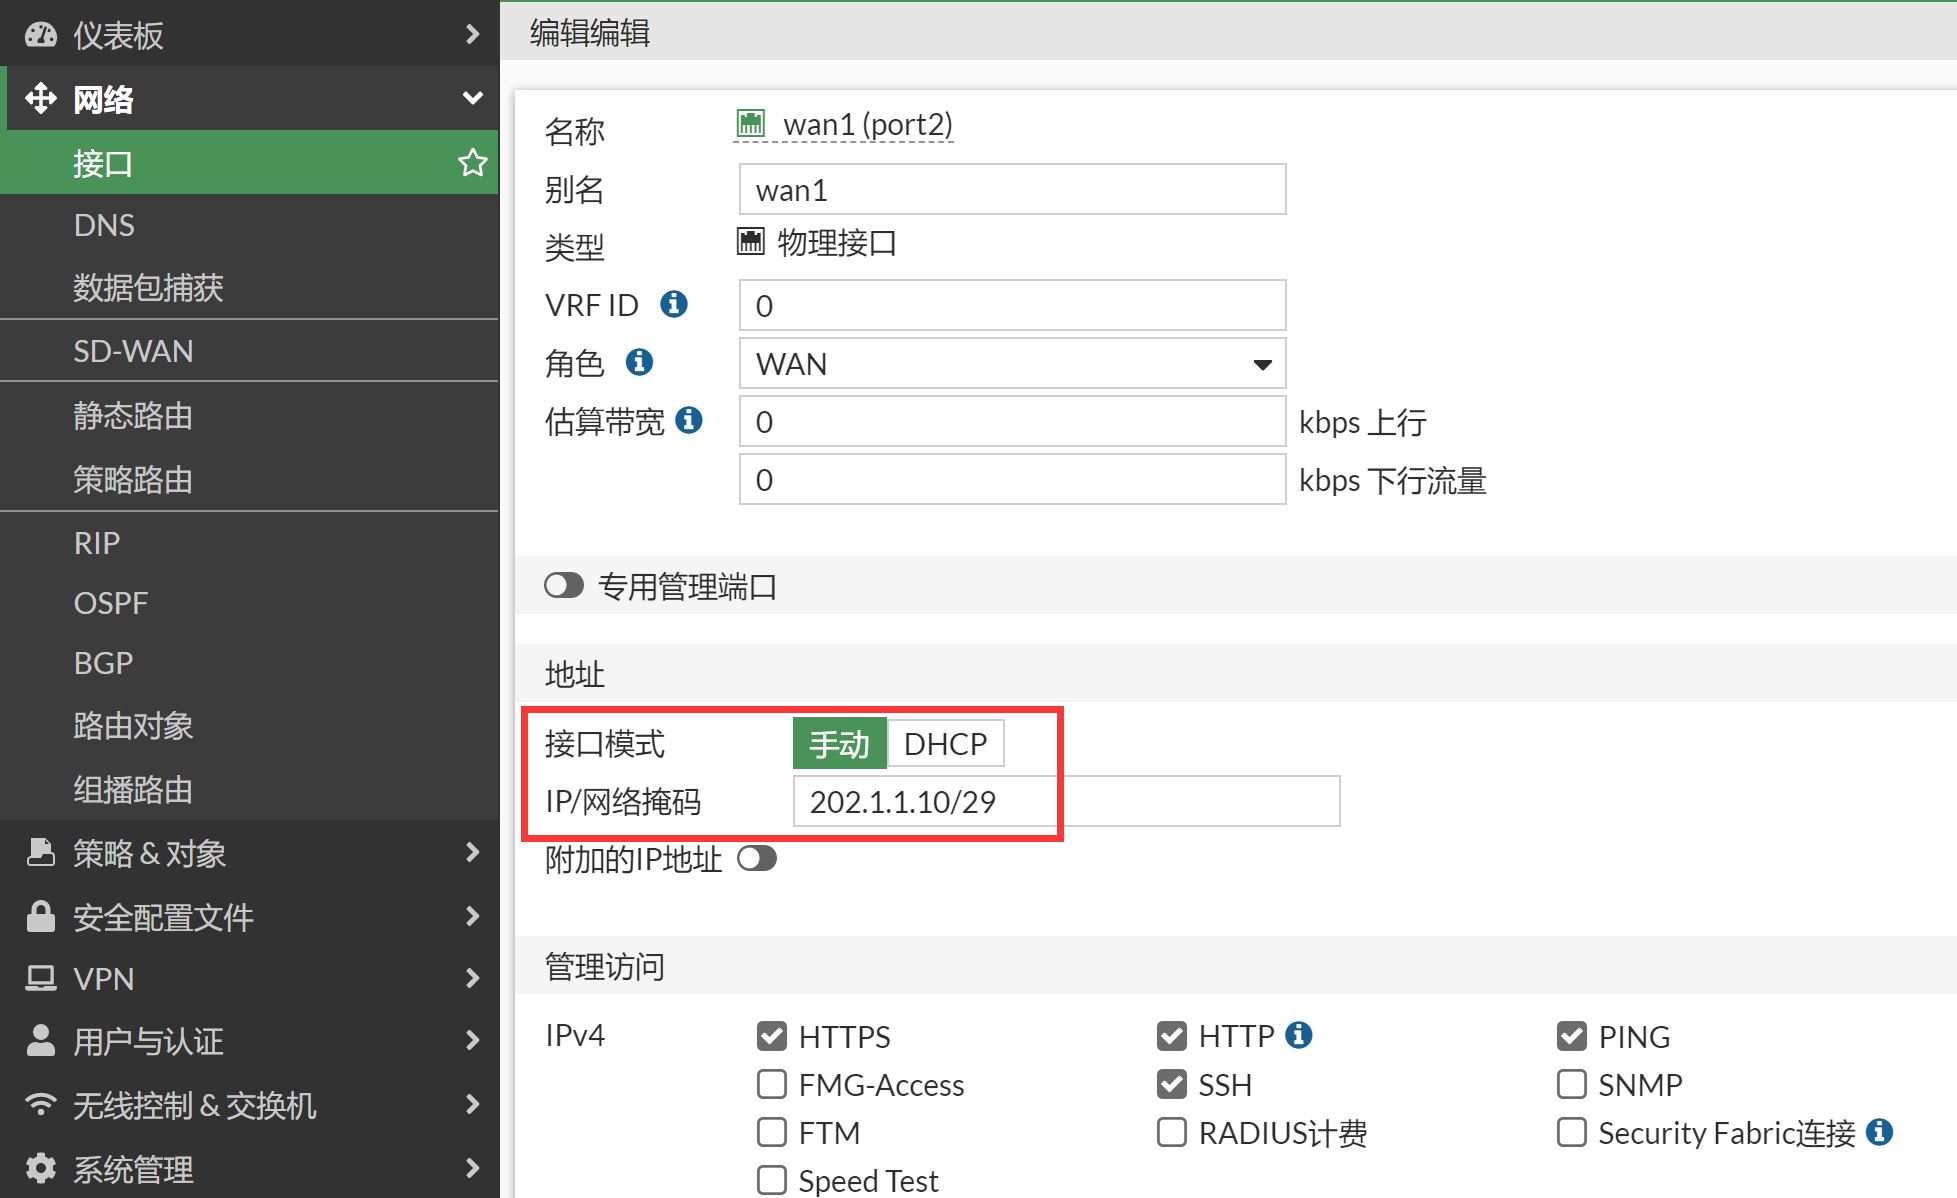 仪表板
网络
接口
DNS
数据包捕获
SD-WAN
静态路由
策略路由
RIP
OSPF
BGP
路由对象
组播路由
策略 & 对象
安全配置文件
VPN
用户与认证
无线控制 & 交换机
系统管理
编辑编辑
名称 wan1 (port2)
别名 wan1
类型 物理接口
VRF ID 0
角色 WAN
估算带宽 0 kbps 上行
0 kbps 下行流量
专用管理端口
地址
接口模式 手动 DHCP
IP/网络掩码 202.1.1.10/29
附加的IP地址
管理访问
IPv4 HTTPS HTTP PING
FMG-Access SSH SNMP
FTM RADIUS计费 Security Fabric连接
Speed Test